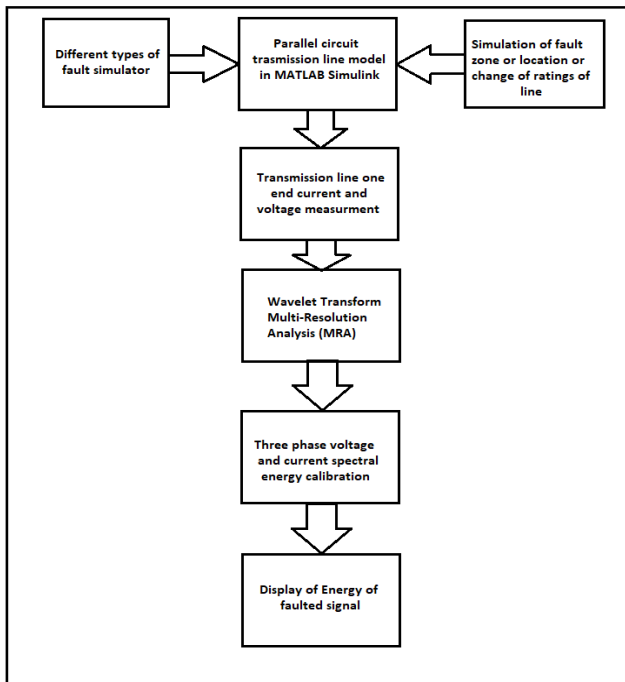 Different types of
fault simulator
Parallel circuit
trasmission line model
in MATLAB Simulink
Simulation of fault
zone or location or
change of ratings of
line
Transmission line one
end current and
voltage measurment
Wavelet Transform
Multi-Resolution
Analysis (MRA)
Three phase voltage
and current spectral
energy calibration
Display of Energy of
faulted signal